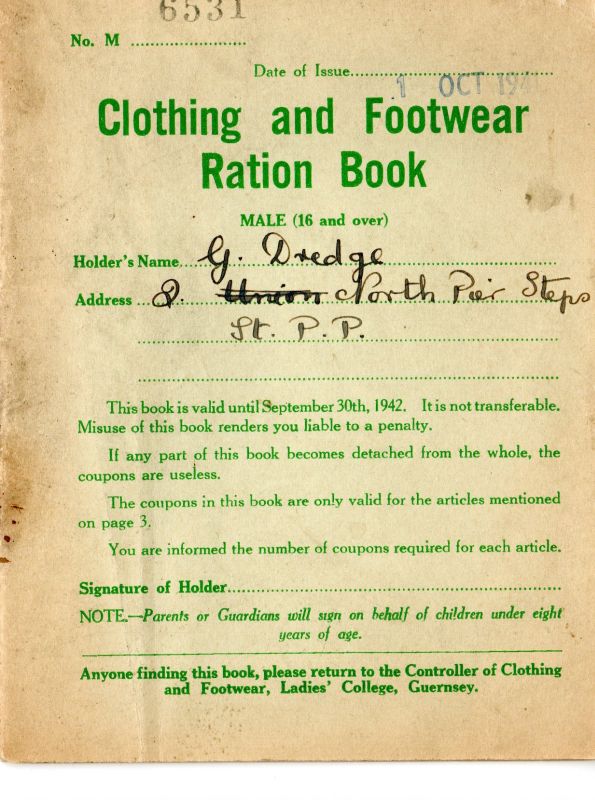 6531
No. M
Date of Issue
1 OCT 194
Clothing and Footwear
Ration Book
MALE (16 and over)
Holder's Name G. Dredge
Address 2. Union North Pier Steps
St. P. P.
This book is valid until September 30th, 1942. It is not transferable.
Misuse of this book renders you liable to a penalty.
If any part of this book becomes detached from the whole, the
coupons are useless.
The coupons in this book are only valid for the articles mentioned
on page 3.
You are informed the number of coupons required for each article.
Signature of Holder
NOTE.—Parents or Guardians will sign on behalf of children under eight
years of age.
Anyone finding this book, please return to the Controller of Clothing
and Footwear, Ladies' College, Guernsey.